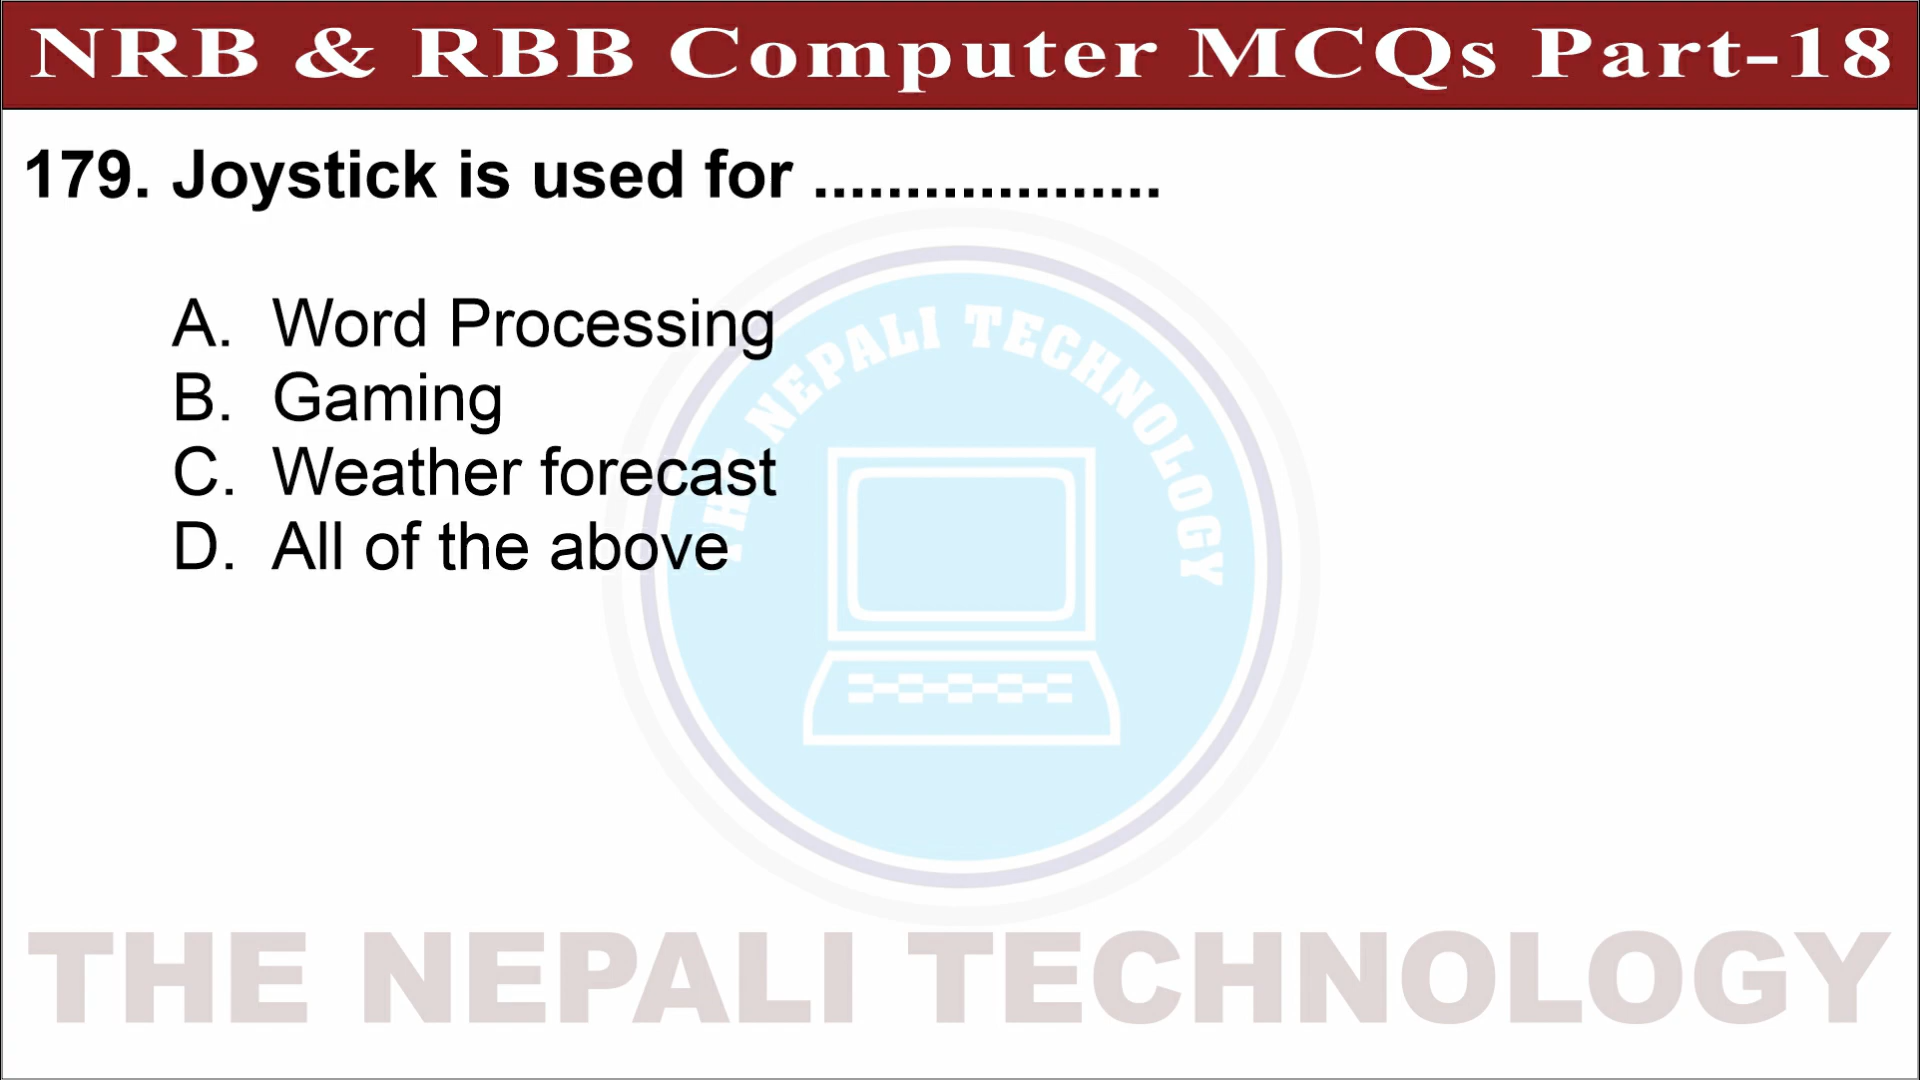 NRB & RBB Computer MCQs Part-18
179. Joystick is used for ...................
A. Word Processing
B. Gaming
C. Weather forecast
D. All of the above
THE NEPALI TECHNOLOGY
THE NEPALI TECHNOLOGY